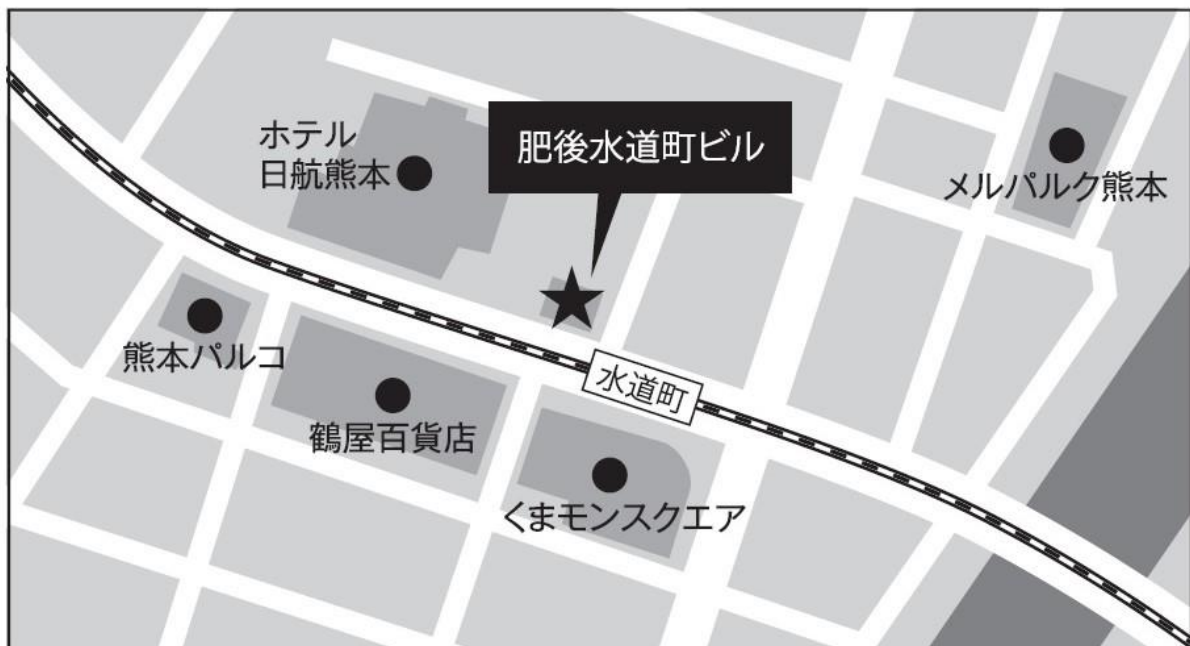 ホテル
日航熊本
肥後水道町ビル
メルパルク熊本
熊本パルコ
水道町
鶴屋百貨店
くまモンスクエア